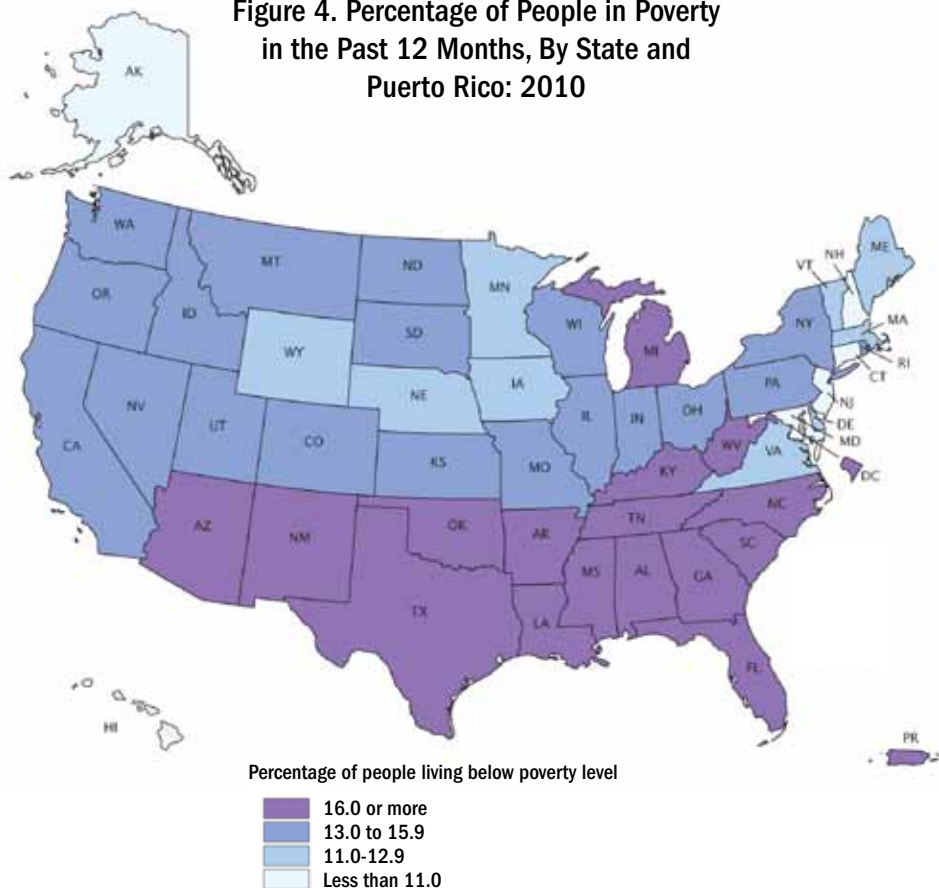 Figure 4. Percentage of People in Poverty
in the Past 12 Months, By State and
Puerto Rico: 2010
AK
WA
MT
ND
MN
OR
ID
SD
WI
WY
MI
NE
IA
NV
UT
CO
CA
KS
MO
IL
IN
OH
PA
NY
VT
NH
ME
MA
RI
CT
NJ
DE
MD
DC
WV
VA
KY
AZ
NM
OK
AR
TN
NC
SC
MS
AL
GA
TX
LA
FL
HI
PR
Percentage of people living below poverty level
16.0 or more
13.0 to 15.9
11.0-12.9
Less than 11.0